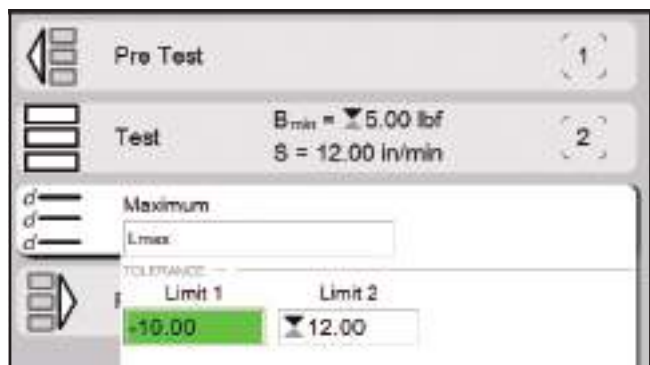 Pre Test
1
Test
B min = 5.00 lbf
S = 12.00 in/min
2
d
d
d
Maximum
Lmax
TOLERANCE
Limit 1
Limit 2
-10.00
12.00